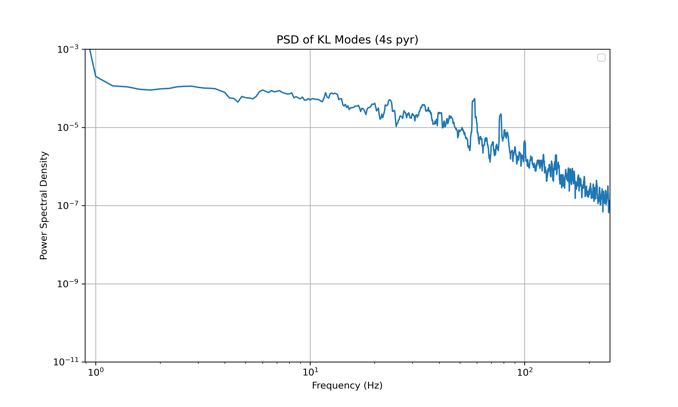 PSD of KL Modes (4s pyr)
Power Spectral Density
10⁻³
10⁻⁵
10⁻⁷
10⁻⁹
10⁻¹¹
10⁰ 10¹ 10²
Frequency (Hz)